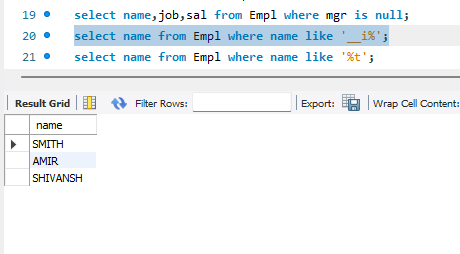 19 select name,job,sal from Empl where mgr is null;
20 select name from Empl where name like '__i%';
21 select name from Empl where name like '%t';
Result Grid Filter Rows: Export: Wrap Cell Content:
name
SMITH
AMIR
SHIVANSH